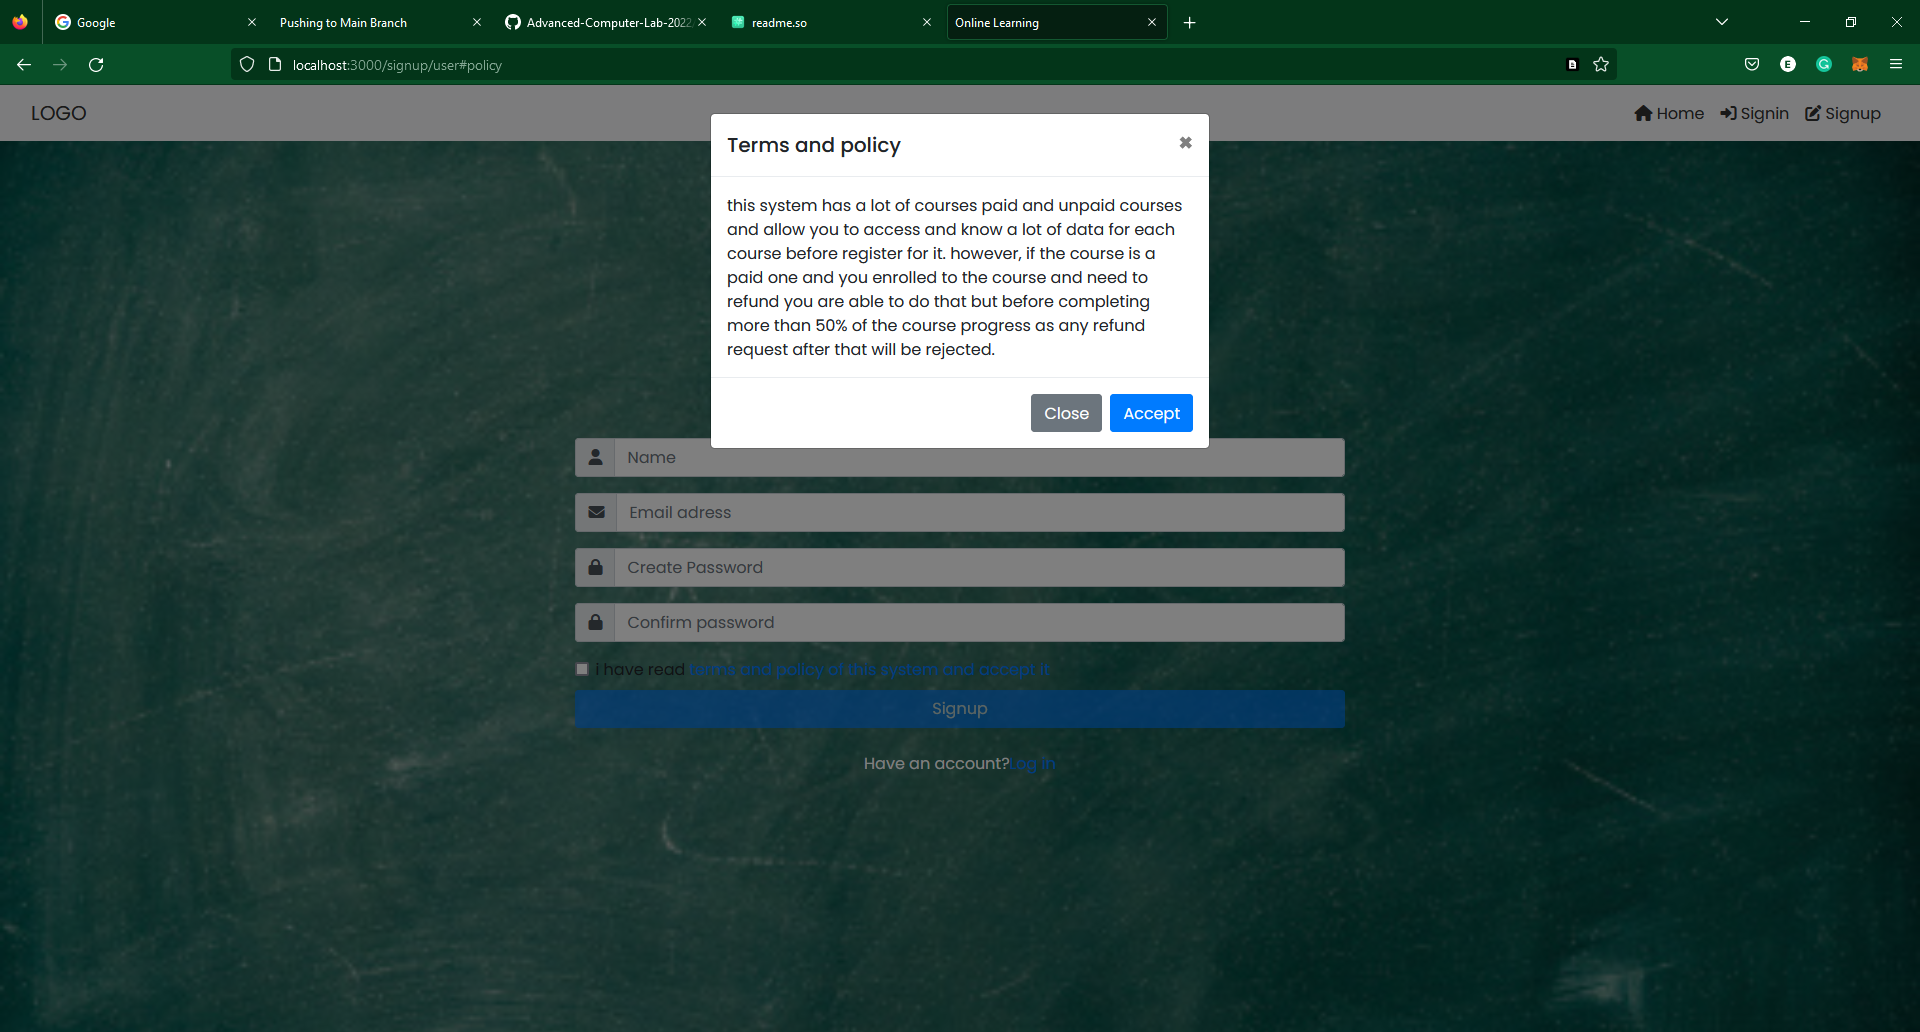 Google
Pushing to Main Branch
Advanced-Computer-Lab-2022
readme.so
Online Learning
localhost:3000/signup/user#policy
E
LOGO
Home
Signin
Signup
Terms and policy
this system has a lot of courses paid and unpaid courses
and allow you to access and know a lot of data for each
course before register for it. however, if the course is a
paid one and you enrolled to the course and need to
refund you are able to do that but before completing
more than 50% of the course progress as any refund
request after that will be rejected.
Close
Accept
Name
Email adress
Create Password
Confirm password
i have read terms and policy of this system and accept it
Signup
Have an account?Log in